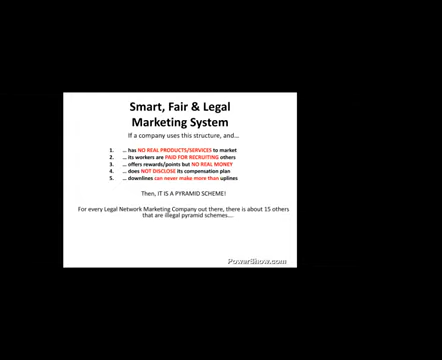 Smart, Fair & Legal
Marketing System
If a company uses this structure, and...
1. ... has NO REAL PRODUCTS/SERVICES to market
2. ... its workers are PAID FOR RECRUITING others
3. ... offers rewards/points but NO REAL MONEY
4. ... does NOT DISCLOSE its compensation plan
5. ... downlines can never make more than uplines
Then, IT IS A PYRAMID SCHEME!
For every Legal Network Marketing Company out there, there is about 15 others
that are illegal pyramid schemes....
PowerShow.com